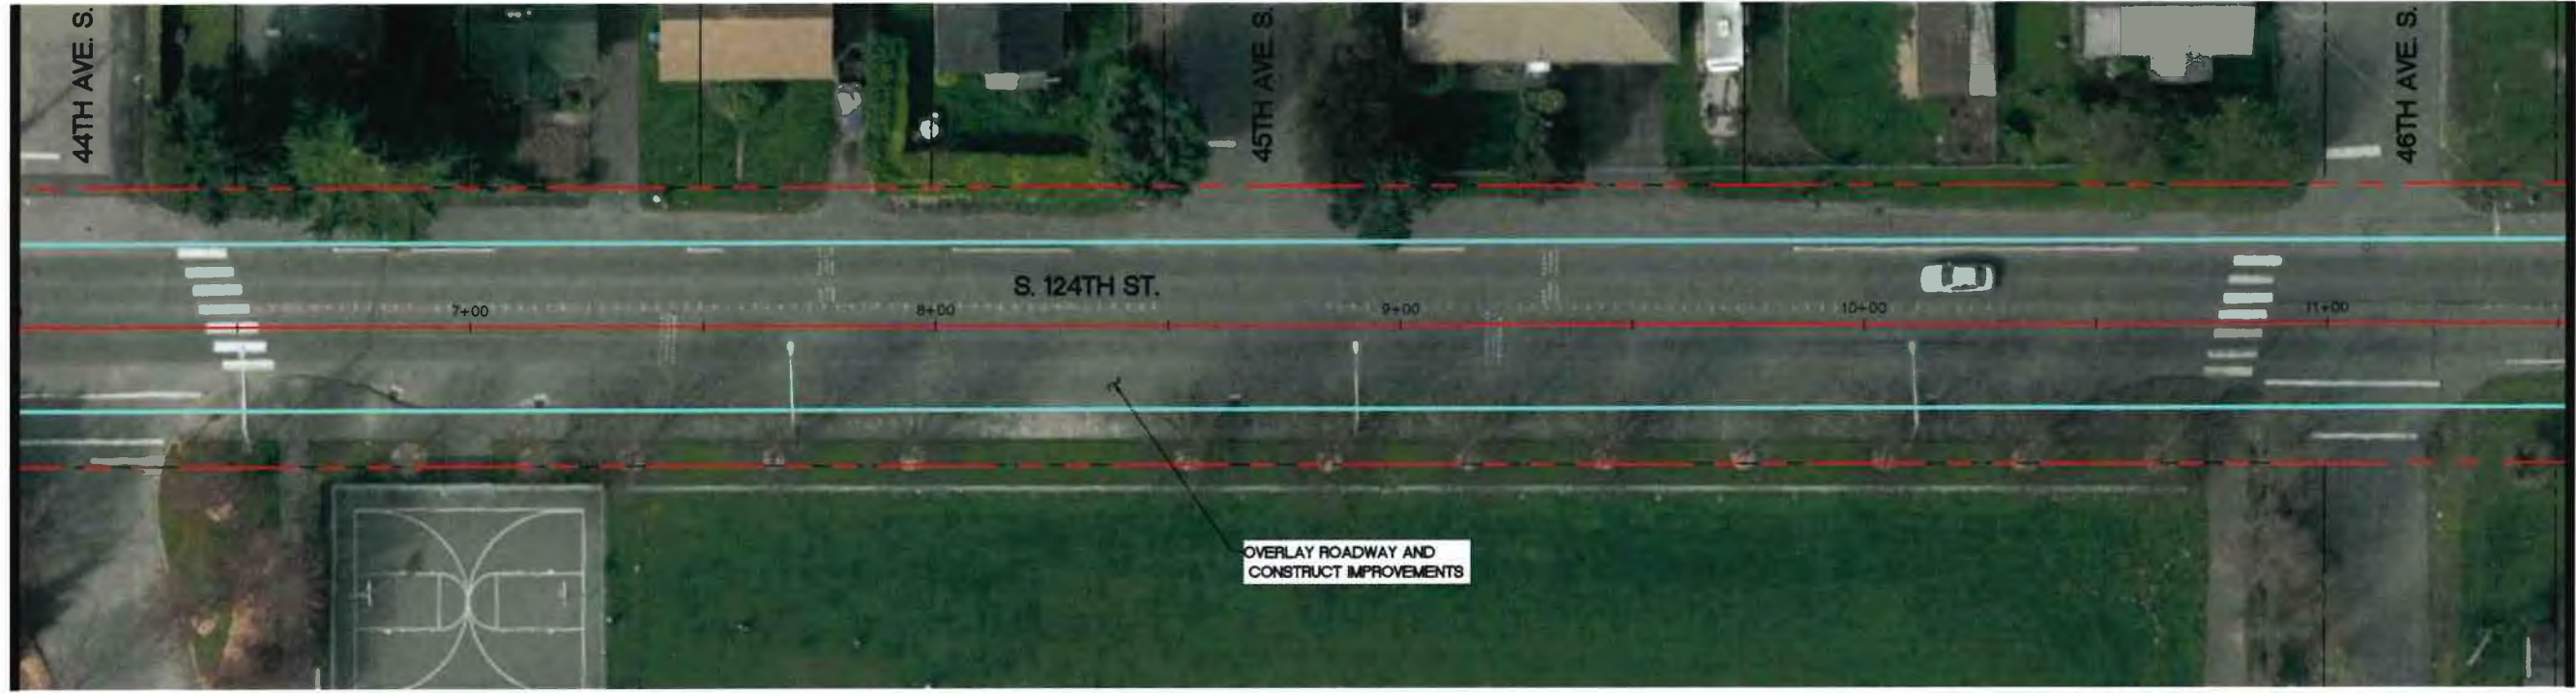 44TH AVE. S.
45TH AVE. S.
46TH AVE. S.
S. 124TH ST.
7+00
8+00
9+00
10+00
11+00
OVERLAY ROADWAY AND
CONSTRUCT IMPROVEMENTS